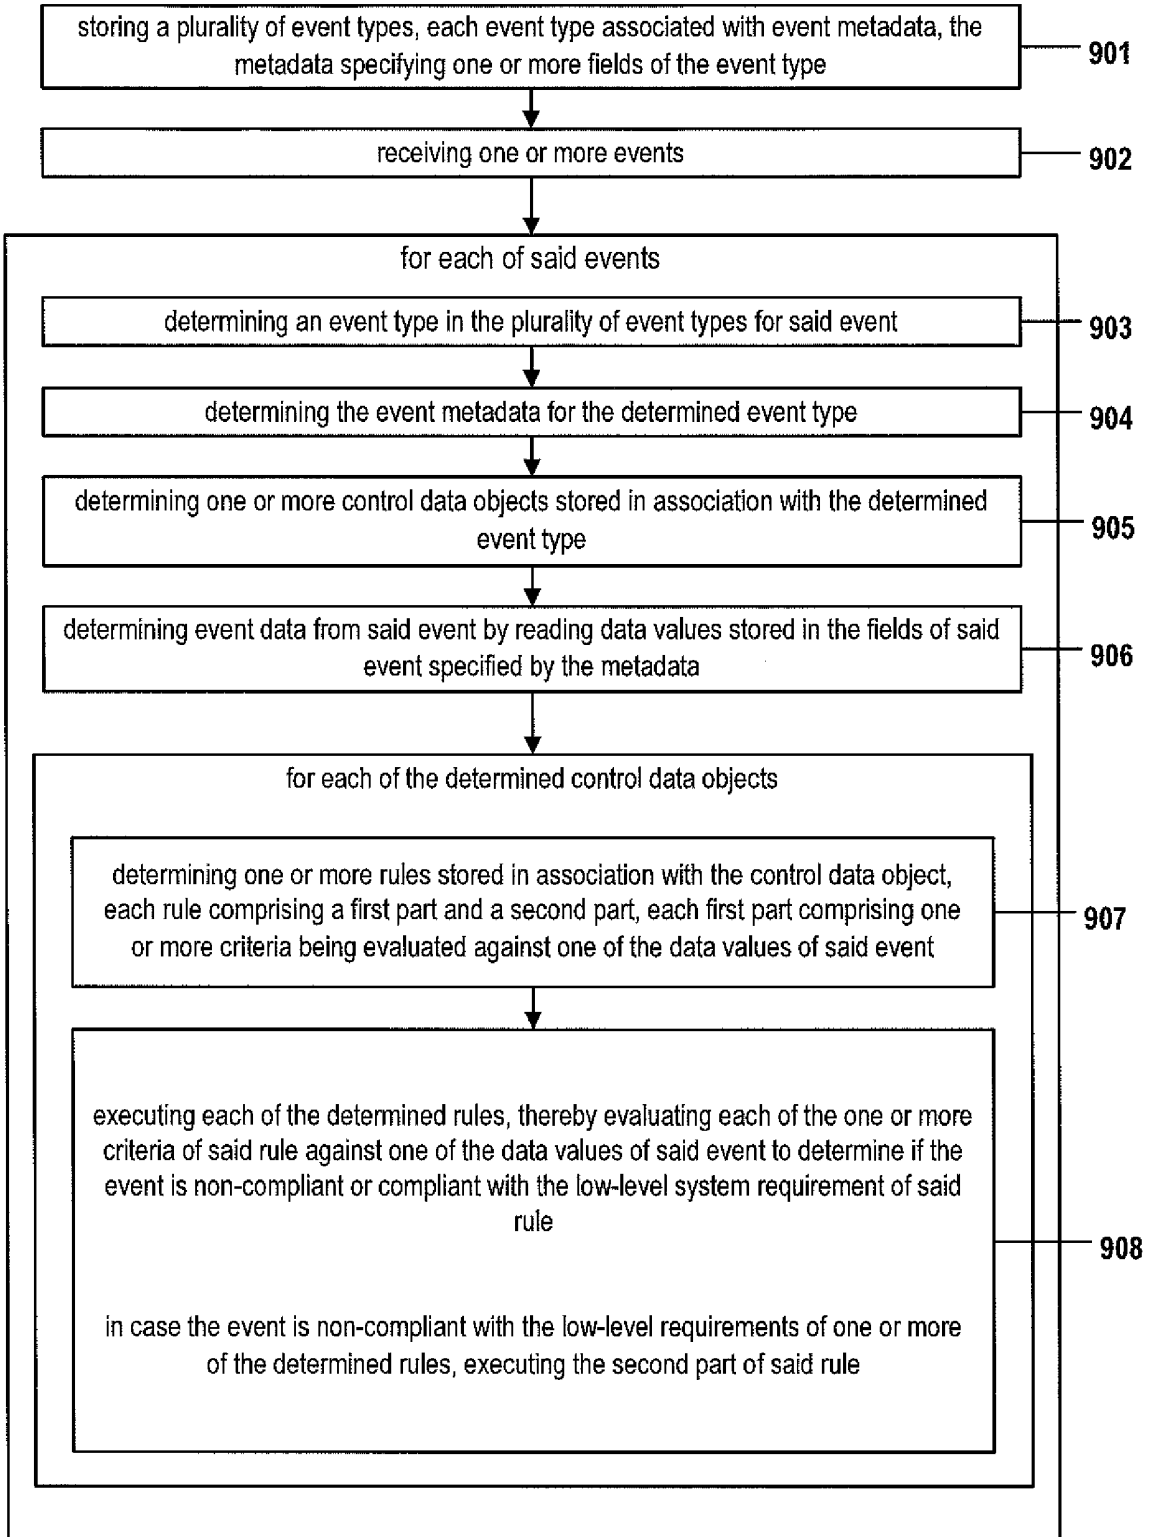 storing a plurality of event types, each event type associated with event metadata, the
metadata specifying one or more fields of the event type
901
receiving one or more events
902
for each of said events
determining an event type in the plurality of event types for said event
903
determining the event metadata for the determined event type
904
determining one or more control data objects stored in association with the determined
event type
905
determining event data from said event by reading data values stored in the fields of said
event specified by the metadata
906
for each of the determined control data objects
determining one or more rules stored in association with the control data object,
each rule comprising a first part and a second part, each first part comprising one
or more criteria being evaluated against one of the data values of said event
907
executing each of the determined rules, thereby evaluating each of the one or more
criteria of said rule against one of the data values of said event to determine if the
event is non-compliant or compliant with the low-level system requirement of said
rule
908
in case the event is non-compliant with the low-level requirements of one or more
of the determined rules, executing the second part of said rule